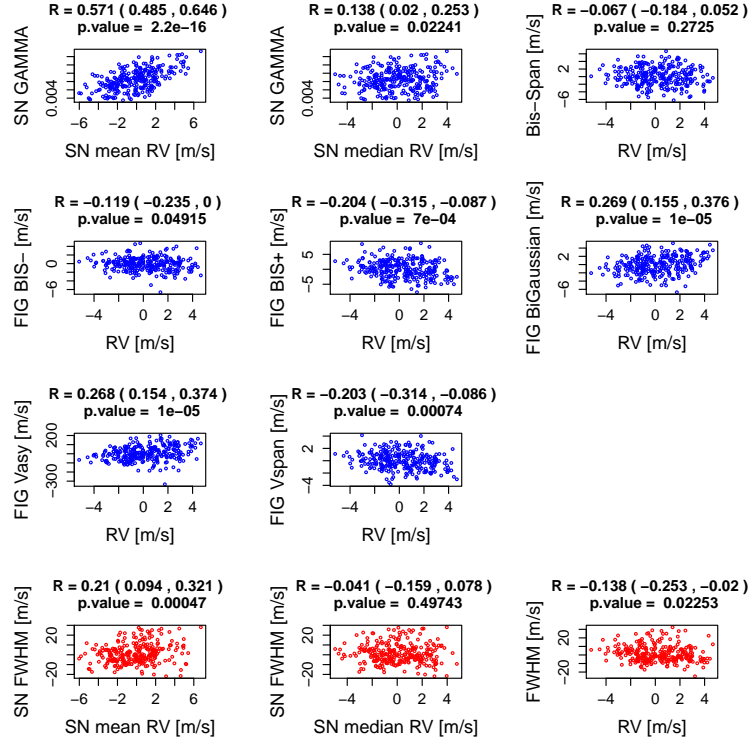 R = 0.571 ( 0.485 , 0.646 )
p.value = 2.2e−16
SN GAMMA
0.004
−6 −2 2 6
SN mean RV [m/s]
R = 0.138 ( 0.02 , 0.253 )
p.value = 0.02241
SN GAMMA
0.004
−4 0 2 4
SN median RV [m/s]
R = −0.067 ( −0.184 , 0.052 )
p.value = 0.2725
Bis−Span [m/s]
−6 2
−4 0 2 4
RV [m/s]
R = −0.119 ( −0.235 , 0 )
p.value = 0.04915
FIG BIS− [m/s]
−6 0
−4 0 2 4
RV [m/s]
R = −0.204 ( −0.315 , −0.087 )
p.value = 7e−04
FIG BIS+ [m/s]
−5 5
−4 0 2 4
RV [m/s]
R = 0.269 ( 0.155 , 0.376 )
p.value = 1e−05
FIG BiGaussian [m/s]
−6 2
−4 0 2 4
RV [m/s]
R = 0.268 ( 0.154 , 0.374 )
p.value = 1e−05
FIG Vasy [m/s]
−300 200
−4 0 2 4
RV [m/s]
R = −0.203 ( −0.314 , −0.086 )
p.value = 0.00074
FIG Vspan [m/s]
−4 2
−4 0 2 4
RV [m/s]
R = 0.21 ( 0.094 , 0.321 )
p.value = 0.00047
SN FWHM [m/s]
−20 20
−6 −2 2 6
SN mean RV [m/s]
R = −0.041 ( −0.159 , 0.078 )
p.value = 0.49743
SN FWHM [m/s]
−20 20
−4 0 2 4
SN median RV [m/s]
R = −0.138 ( −0.253 , −0.02 )
p.value = 0.02253
FWHM [m/s]
−20 20
−4 0 2 4
RV [m/s]